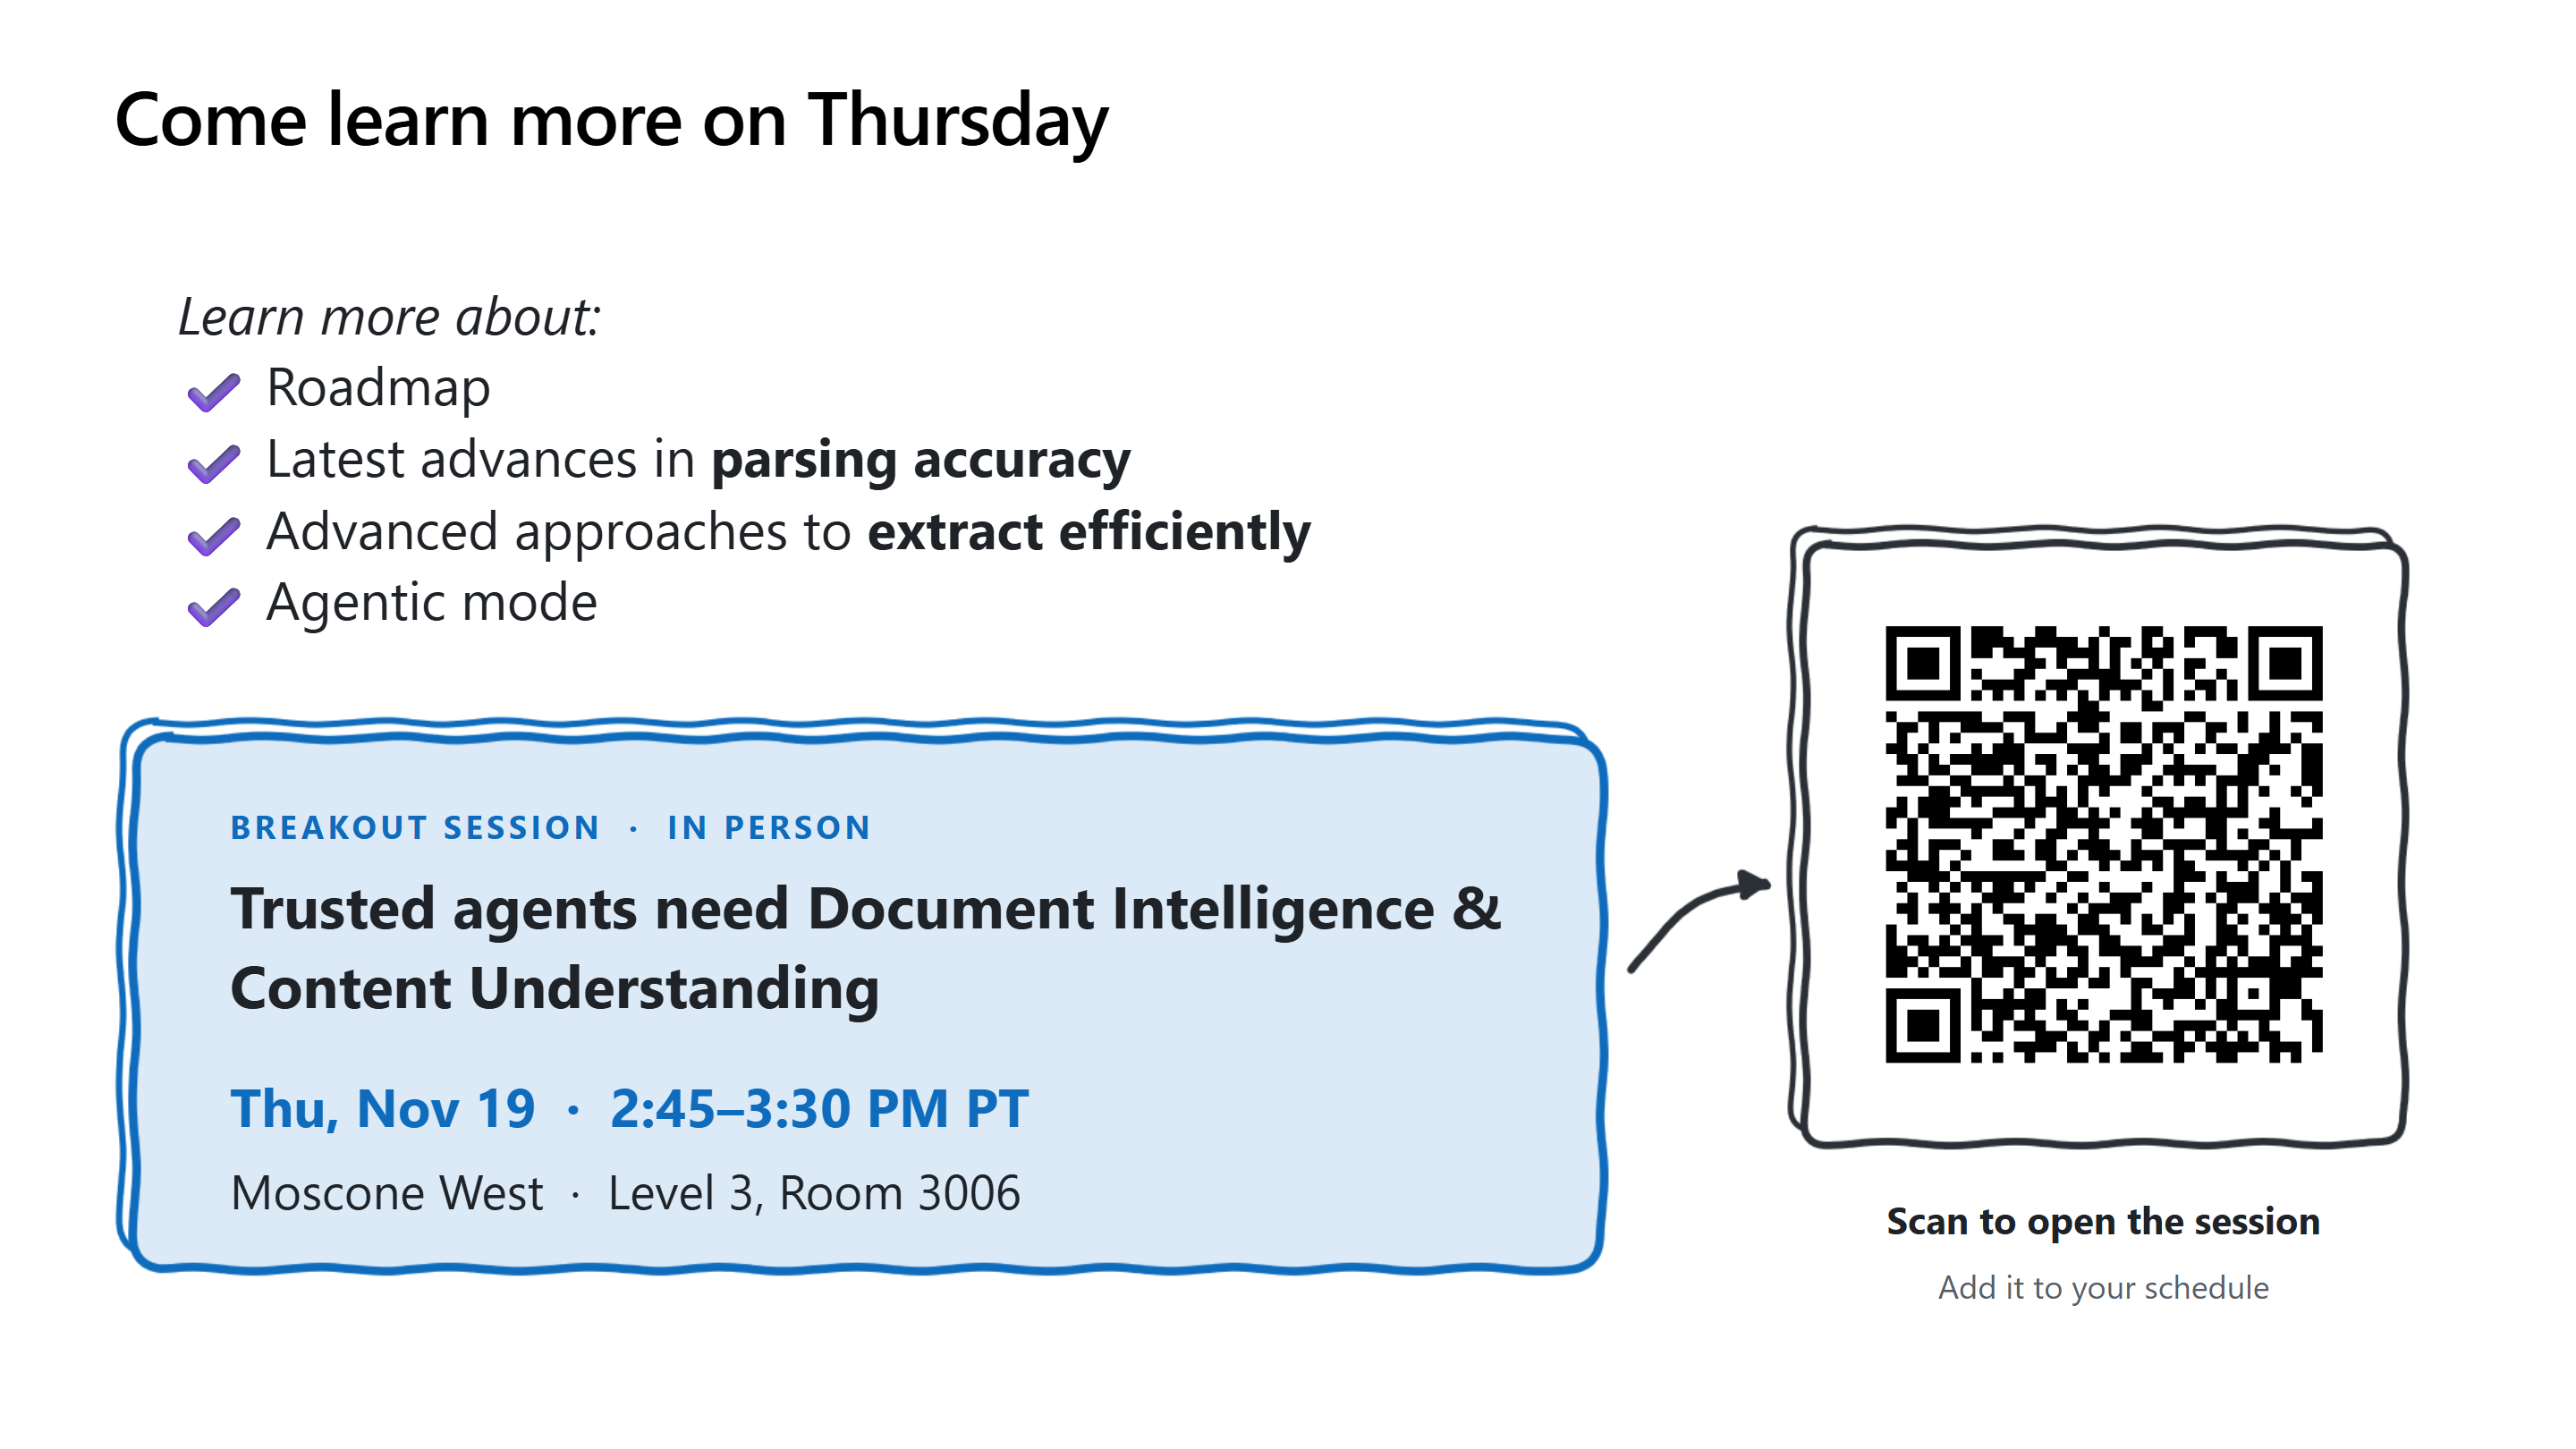 Come learn more on Thursday
Learn more about:
Roadmap
Latest advances in parsing accuracy
Advanced approaches to extract efficiently
Agentic mode
BREAKOUT SESSION · IN PERSON
Trusted agents need Document Intelligence &
Content Understanding
Thu, Nov 19 · 2:45–3:30 PM PT
Moscone West · Level 3, Room 3006
Scan to open the session
Add it to your schedule